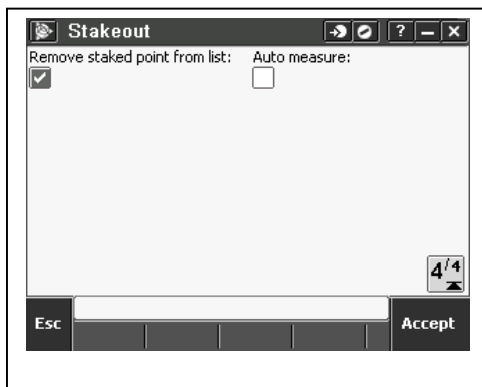 Stakeout ? – x
Remove staked point from list: Auto measure:
4/4
Esc Accept